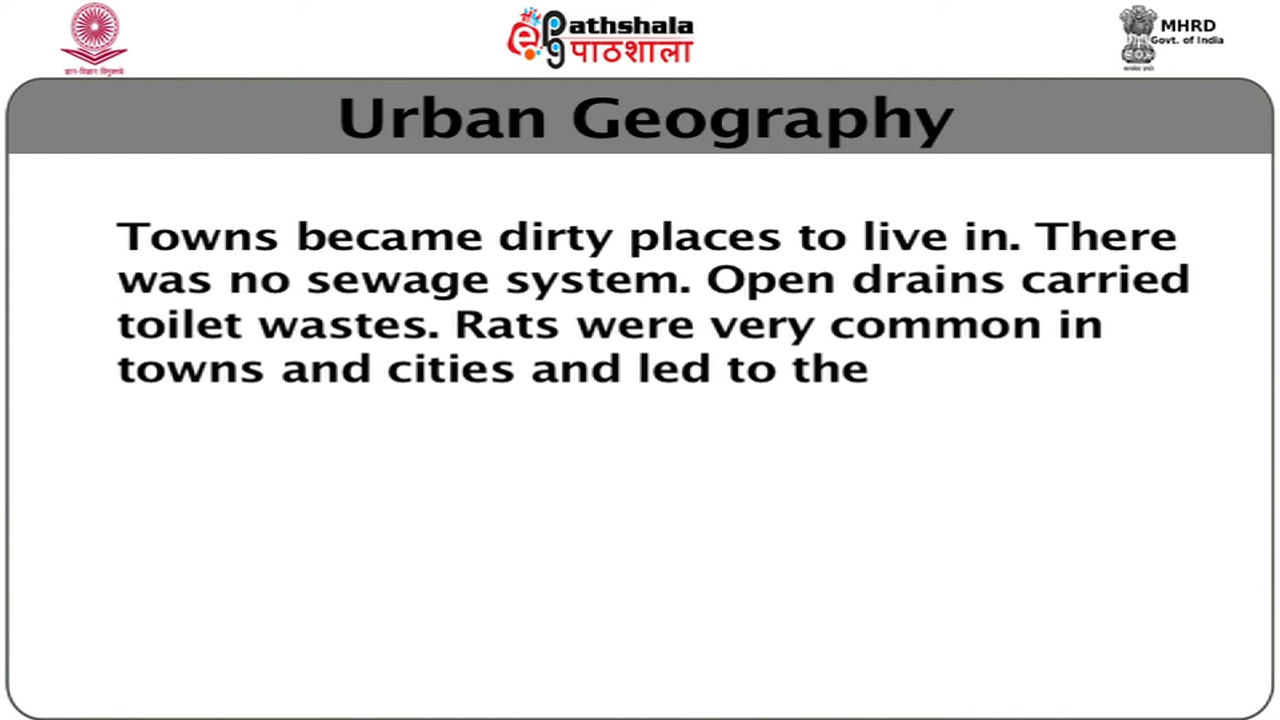 ePathshala
पाठशाला
MHRD
Govt. of India
Urban Geography
Towns became dirty places to live in. There
was no sewage system. Open drains carried
toilet wastes. Rats were very common in
towns and cities and led to the